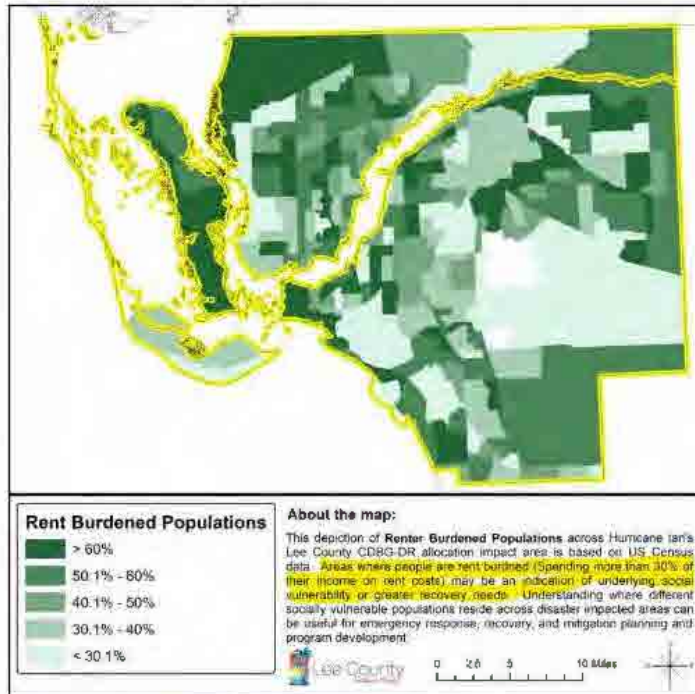 Rent Burdened Populations
> 60%
50.1% - 60%
40.1% - 50%
30.1% - 40%
< 30.1%
About the map:
This depiction of Renter Burdened Populations across Hurricane Ian's
Lee County CDBG-DR allocation impact area is based on US Census
data. Areas where people are rent burdned (Spending more than 30% of
their income on rent costs) may be an indication of underlying social
vulnerability or greater recovery needs. Understanding where different
socially vulnerable populations reside across disaster impacted areas can
be useful for emergency response, recovery, and mitigation planning and
program development
Lee County
0 2.5 5 10 Miles